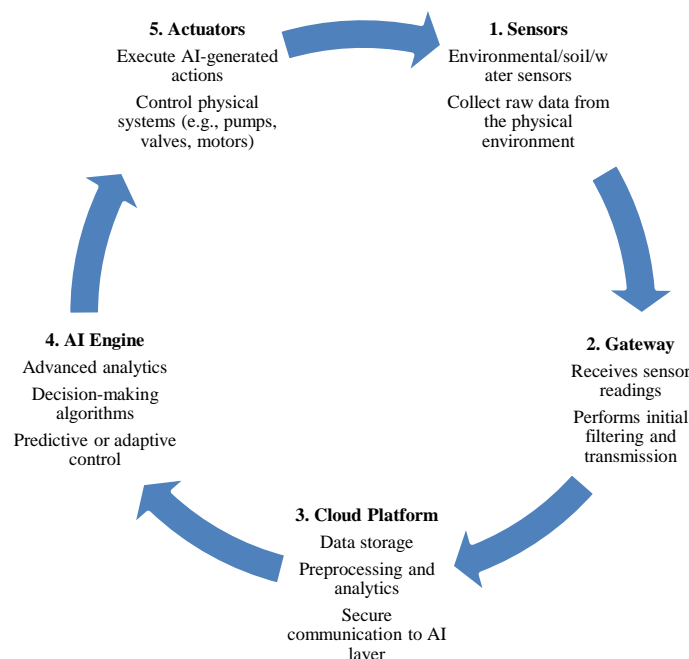 1. Sensors
Environmental/soil/w
ater sensors
Collect raw data from
the physical
environment
2. Gateway
Receives sensor
readings
Performs initial
filtering and
transmission
3. Cloud Platform
Data storage
Preprocessing and
analytics
Secure
communication to AI
layer
4. AI Engine
Advanced analytics
Decision-making
algorithms
Predictive or adaptive
control
5. Actuators
Execute AI-generated
actions
Control physical
systems (e.g., pumps,
valves, motors)